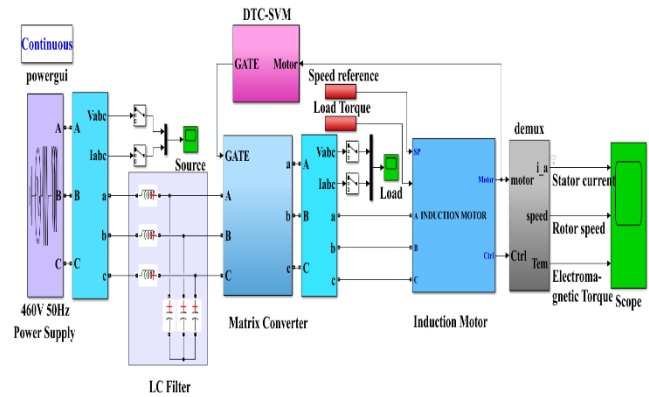 DTC-SVM
Continuous
powergui
GATE
Motor
Speed reference
Load Torque
demux
A
A
B
B
C
C
Vabc
Iabc
a
b
c
Source
GATE
A
B
C
a
b
c
A
B
C
Vabc
Iabc
a
b
c
Load
SP
A
B
C
INDUCTION MOTOR
Motor
Ctrl
motor
Ctrl
i_a
speed
Tem
Stator current
Rotor speed
Electroma-
gnetic Torque
Scope
460V 50Hz
Power Supply
LC Filter
Matrix Converter
Induction Motor